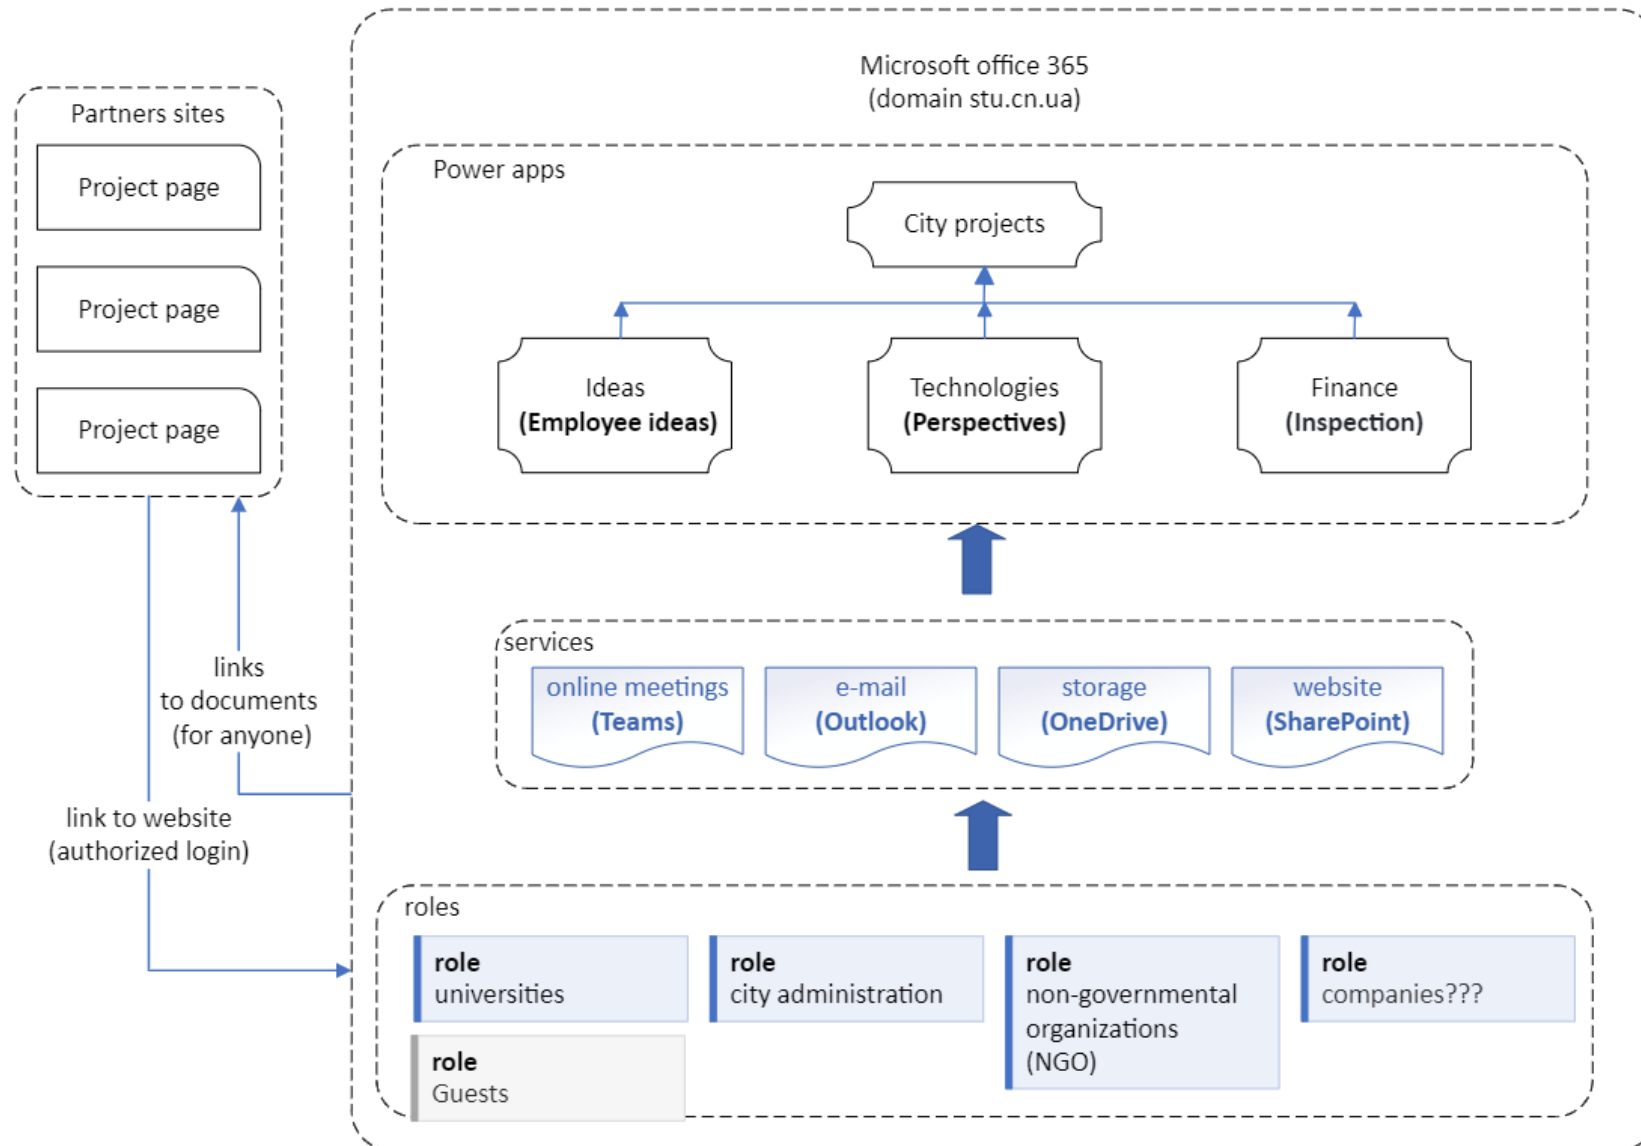 Microsoft office 365
(domain stu.cn.ua)
Partners sites
Project page
Project page
Project page
Power apps
City projects
Ideas
(Employee ideas)
Technologies
(Perspectives)
Finance
(Inspection)
links
to documents
(for anyone)
link to website
(authorized login)
services
online meetings
(Teams)
e-mail
(Outlook)
storage
(OneDrive)
website
(SharePoint)
roles
role
universities
role
city administration
role
non-governmental
organizations
(NGO)
role
companies???
role
Guests